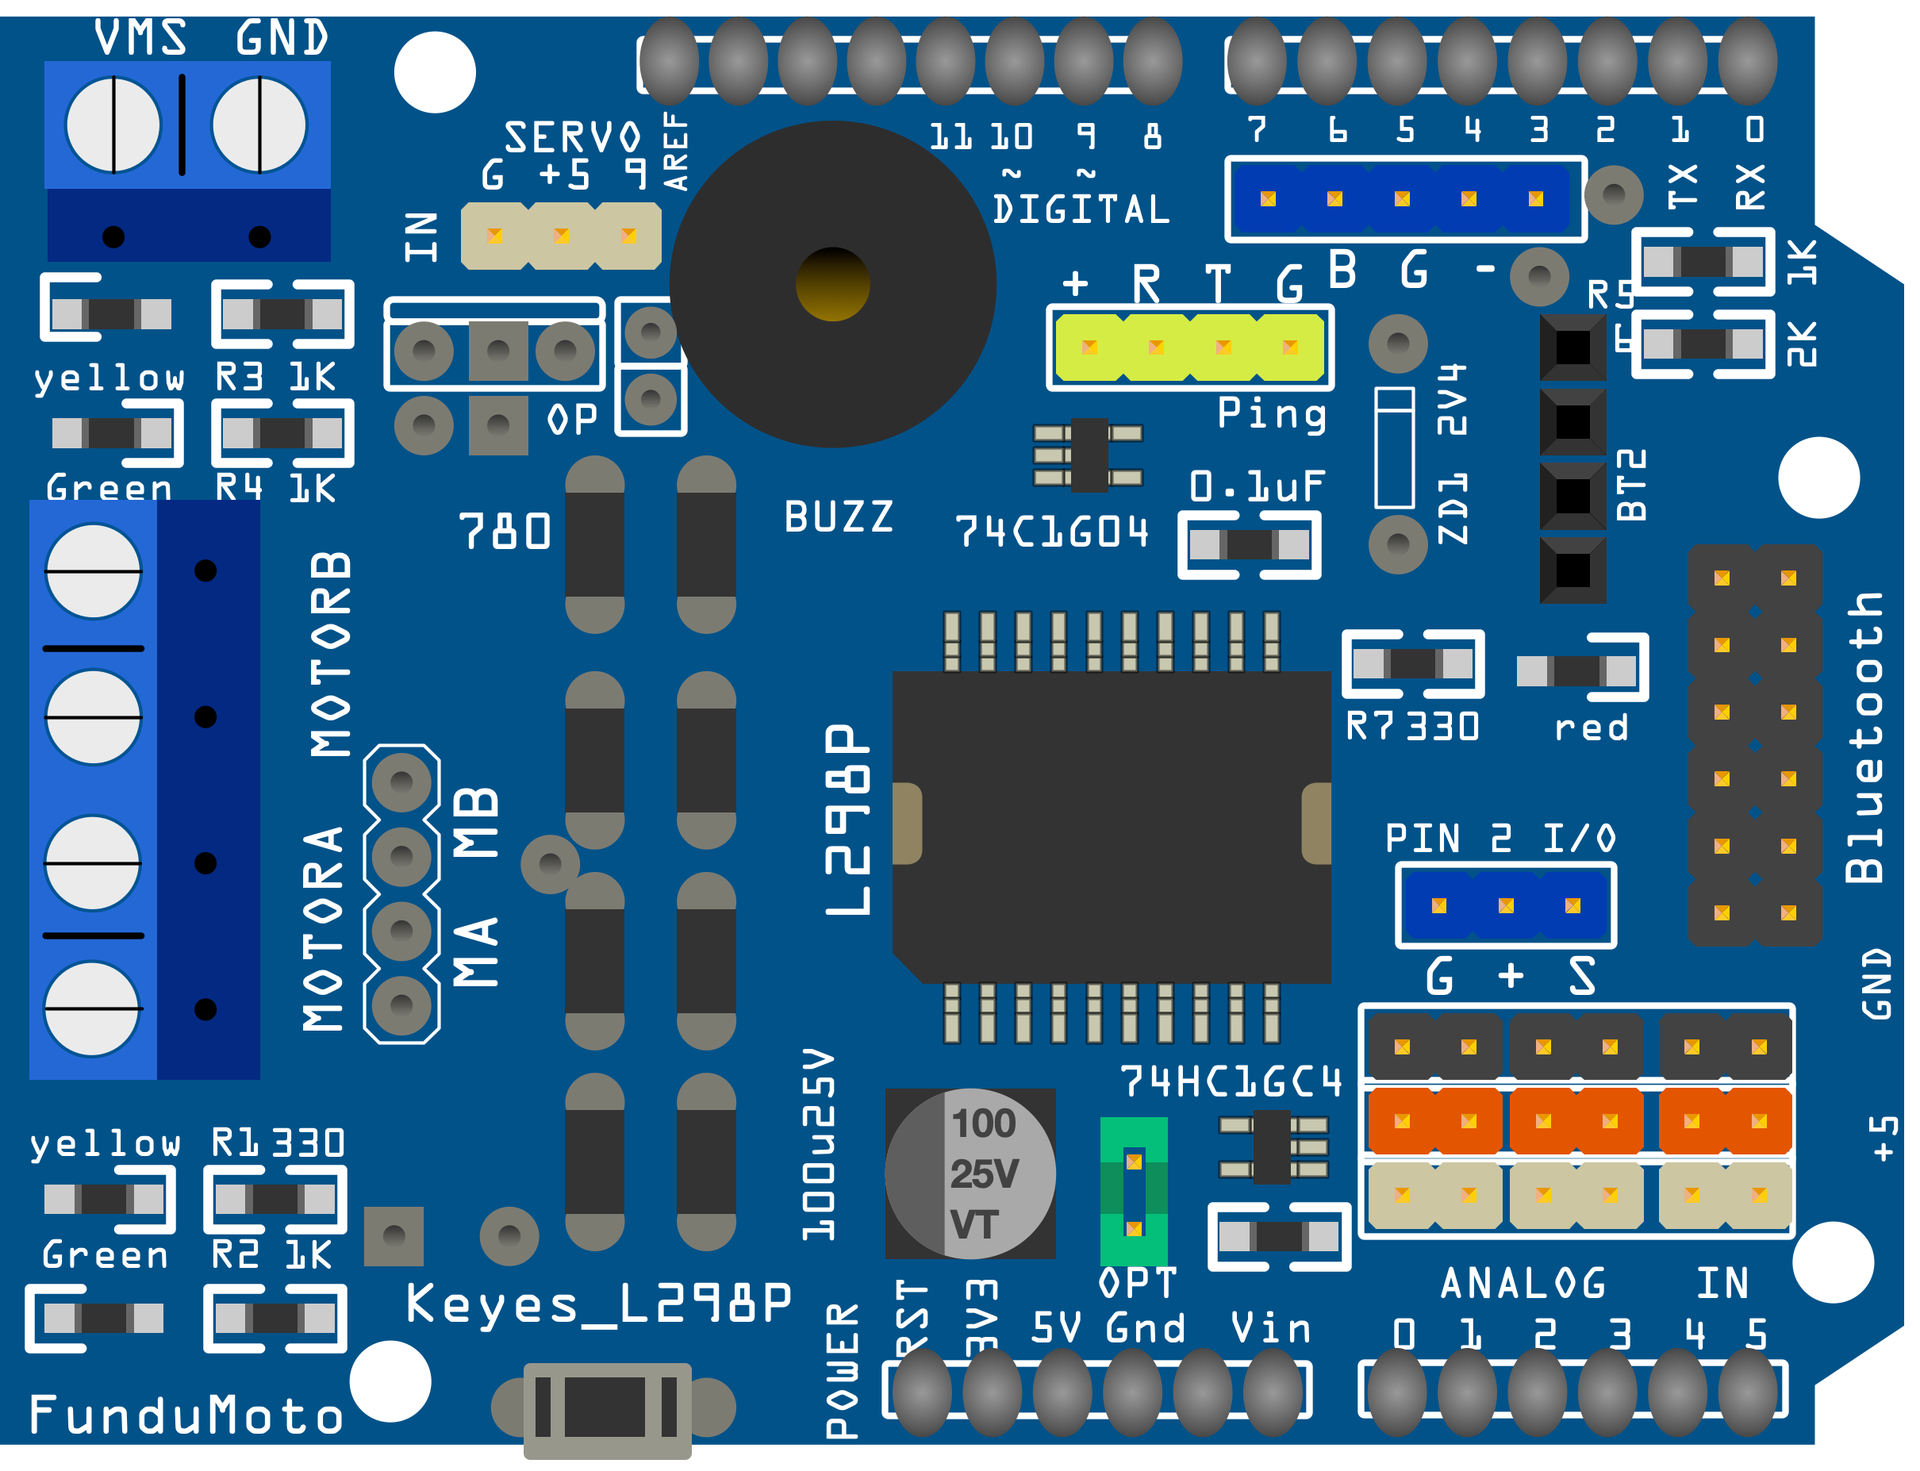 VMS GND
SERVO
G +5 9
IN
AREF
11 10 9 8
~ ~
DIGITAL
7 6 5 4 3 2 1 0
TX RX
B G -
+ R T G
Ping
R5
1K
6
2K
yellow R3 1K
Green R4 1K
OP
780
BUZZ
74C1G04
0.1uF
ZD1 2V4
BT2
MOTORB
MOTORA
MB
MA
L298P
R7 330
red
Bluetooth
PIN 2 I/O
G + S
GND
+5
74HC1GC4
100u25V
100
25V
VT
OPT
yellow R1 330
Green R2 1K
Keyes_L298P
FunduMoto
POWER
RST 3V3 5V Gnd Vin
ANALOG IN
0 1 2 3 4 5